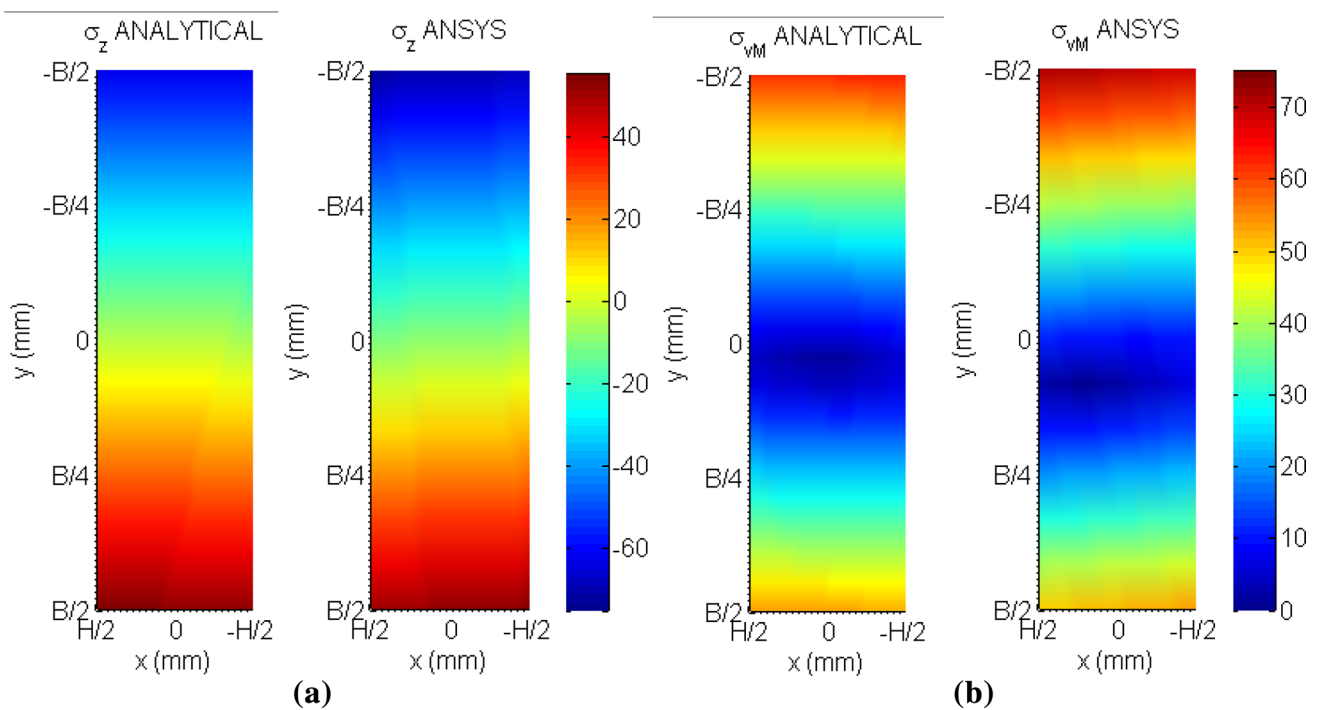 σz ANALYTICAL
σz ANSYS
-B/2
-B/4
0
B/4
B/2
y (mm)
H/2 0 -H/2
x (mm)
-B/2
-B/4
0
B/4
B/2
y (mm)
H/2 0 -H/2
x (mm)
40
20
0
-20
-40
-60
(a)
σvM ANALYTICAL
σvM ANSYS
-B/2
-B/4
0
B/4
B/2
y (mm)
H/2 0 -H/2
x (mm)
-B/2
-B/4
0
B/4
B/2
y (mm)
H/2 0 -H/2
x (mm)
70
60
50
40
30
20
10
0
(b)